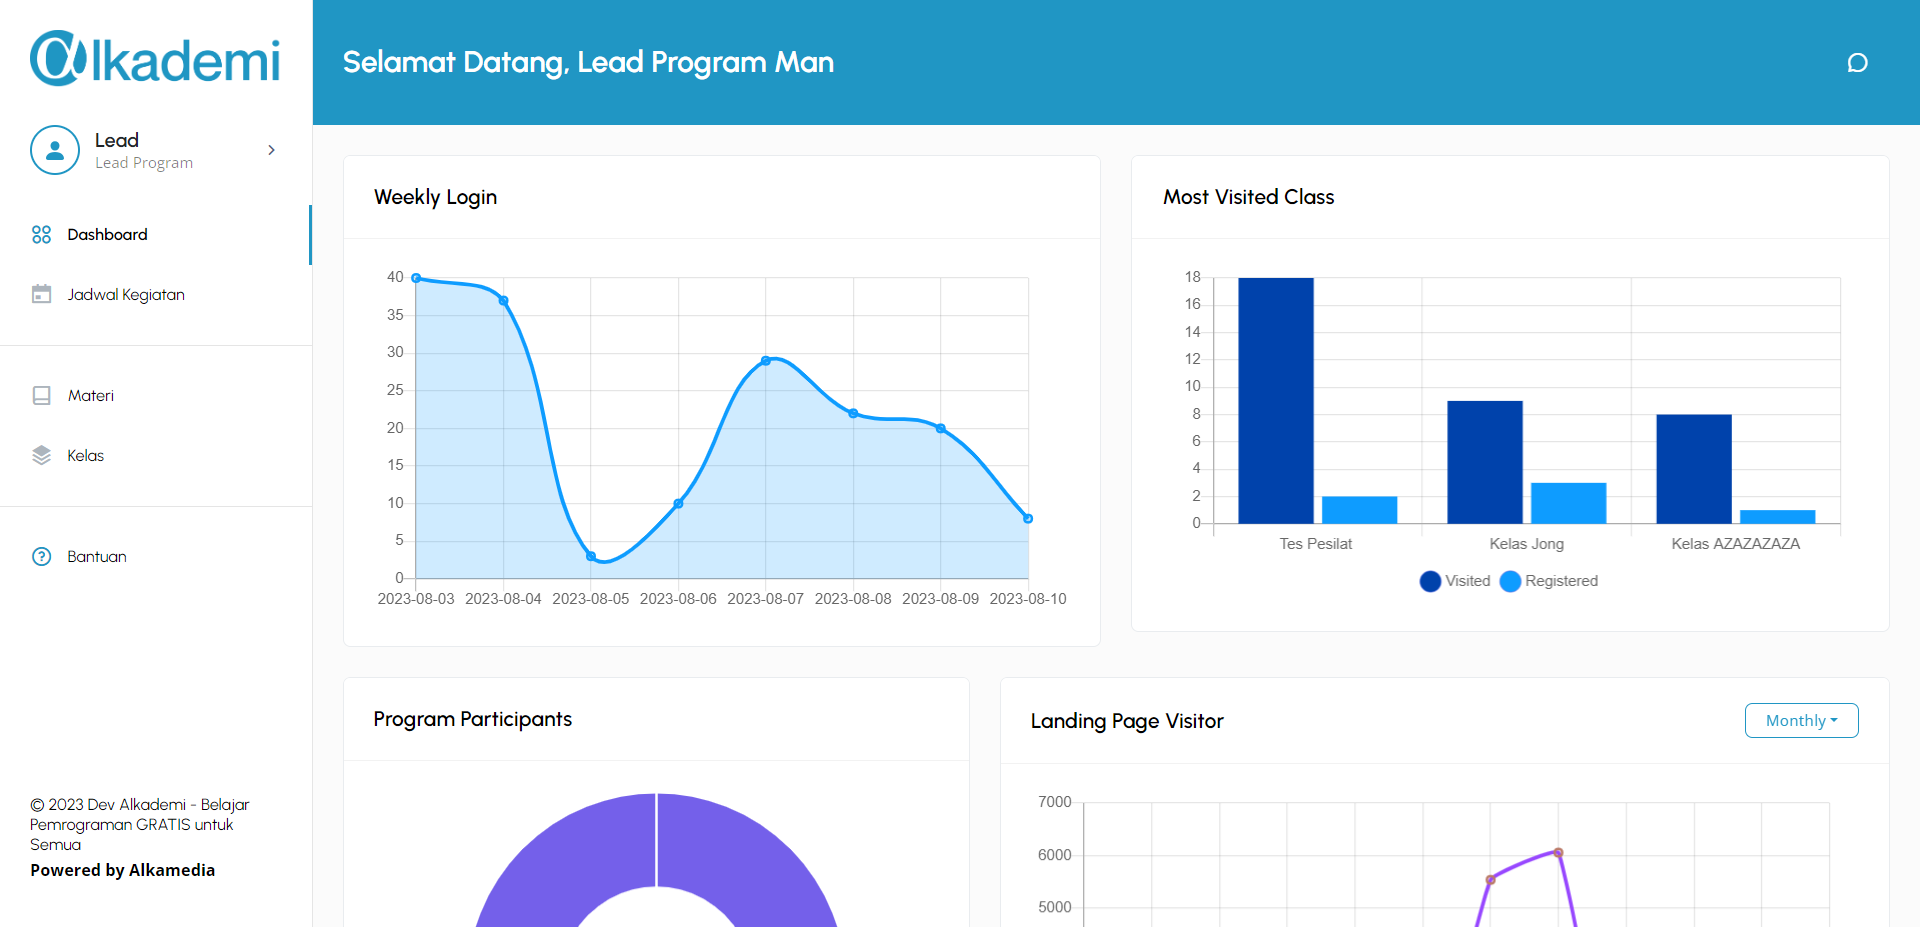 @lkademi
Lead
Lead Program
Dashboard
Jadwal Kegiatan
Materi
Kelas
Bantuan
© 2023 Dev Alkademi - Belajar
Pemrograman GRATIS untuk
Semua
Powered by Alkamedia
Selamat Datang, Lead Program Man
Weekly Login
40
35
30
25
20
15
10
5
0
2023-08-03 2023-08-04 2023-08-05 2023-08-06 2023-08-07 2023-08-08 2023-08-09 2023-08-10
Most Visited Class
18
16
14
12
10
8
6
4
2
0
Tes Pesilat Kelas Jong Kelas AZAZAZAZA
Visited Registered
Program Participants
Landing Page Visitor
Monthly
7000
6000
5000